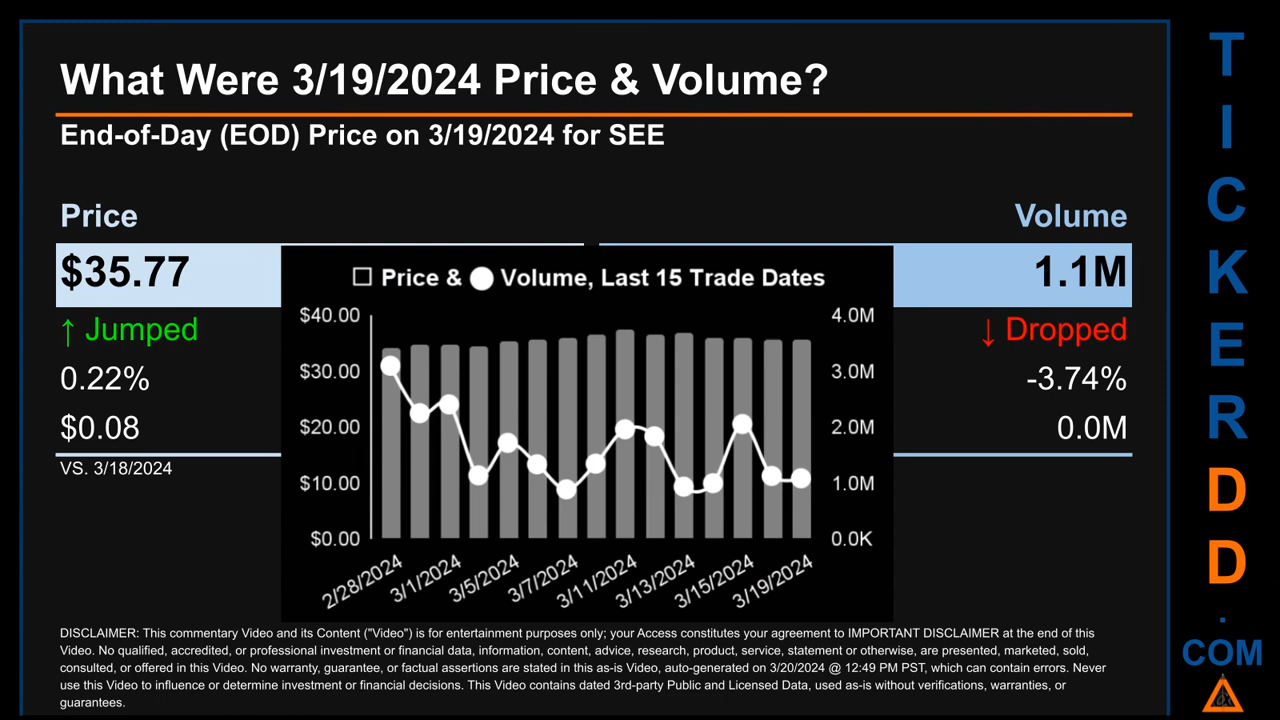 What Were 3/19/2024 Price & Volume?
End-of-Day (EOD) Price on 3/19/2024 for SEE
Price
Volume
$35.77
1.1M
↑ Jumped
↓ Dropped
0.22%
-3.74%
$0.08
0.0M
VS. 3/18/2024
Price & Volume, Last 15 Trade Dates
$40.00
$30.00
$20.00
$10.00
$0.00
4.0M
3.0M
2.0M
1.0M
0.0K
2/28/2024
3/1/2024
3/5/2024
3/7/2024
3/11/2024
3/13/2024
3/15/2024
3/19/2024
DISCLAIMER: This commentary Video and its Content ("Video") is for entertainment purposes only; your Access constitutes your agreement to IMPORTANT DISCLAIMER at the end of this
Video. No qualified, accredited, or professional investment or financial data, information, content, advice, research, product, service, statement or otherwise, are presented, marketed, sold,
consulted, or offered in this Video. No warranty, guarantee, or factual assertions are stated in this as-is Video, auto-generated on 3/20/2024 @ 12:49 PM PST, which can contain errors. Never
use this Video to influence or determine investment or financial decisions. This Video contains dated 3rd-party Public and Licensed Data, used as-is without verifications, warranties, or
guarantees.
T
I
C
K
E
R
D
D
.
COM